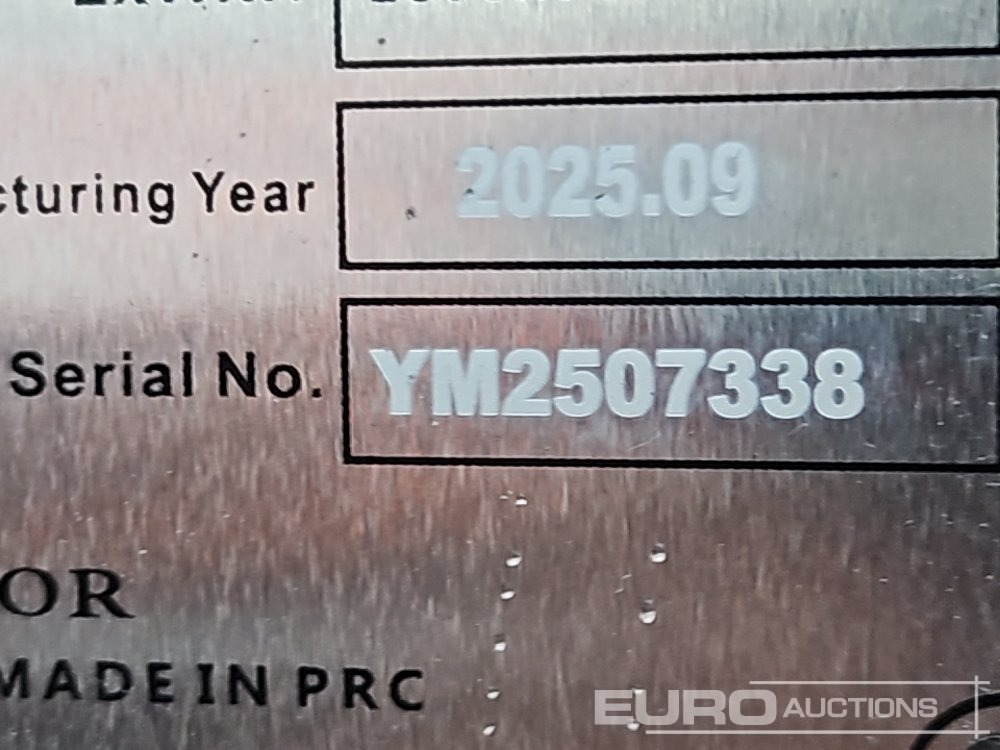 cturing Year 2025.09
Serial No. YM2507338
OR
MADE IN PRC
EURO AUCTIONS